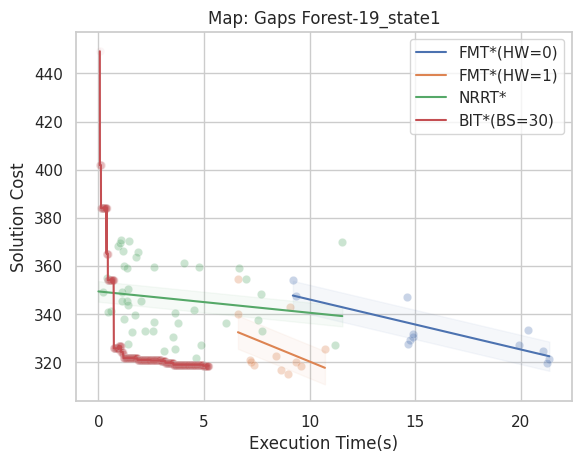 Map: Gaps Forest-19_state1
FMT*(HW=0)
FMT*(HW=1)
NRRT*
BIT*(BS=30)
Solution Cost
440
420
400
380
360
340
320
0
5
10
15
20
Execution Time(s)